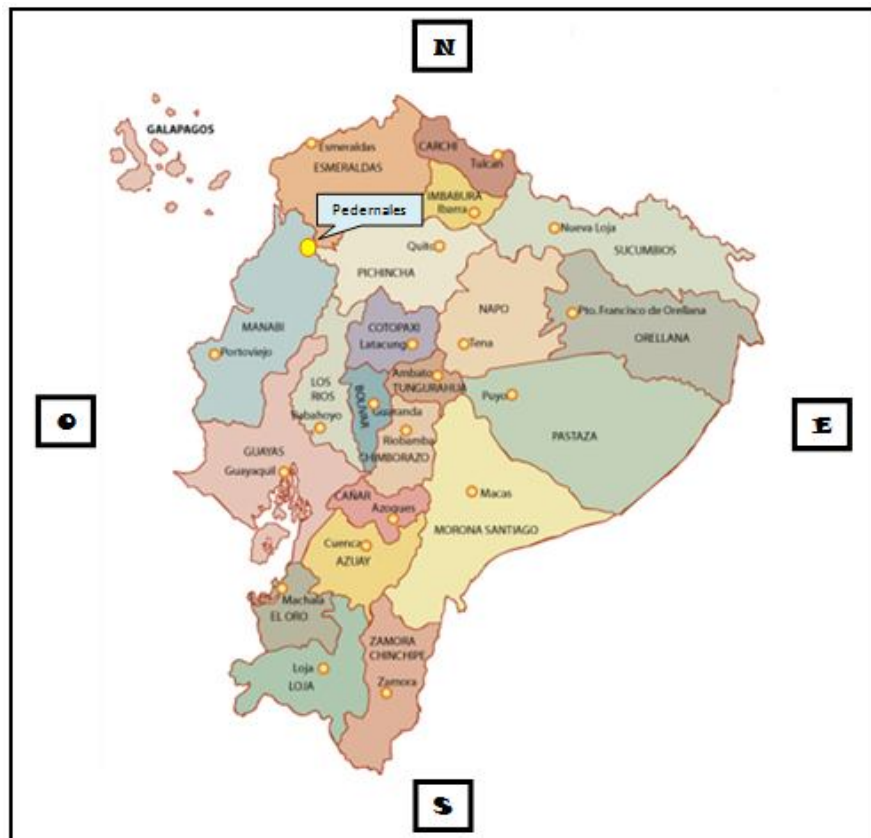 N
GALAPAGOS
Esmeraldas
ESMERALDAS
CARCHI
Tulcan
IMBABURA
Ibarra
Pedernales
Nueva Loja
SUCUMBIOS
Quito
PICHINCHA
NAPO
Pto. Francisco de Orellana
ORELLANA
MANABI
COTOPAXI
Latacung
Tena
Portoviejo
LOS
RIOS
Ambato
TUNGURAHUA
Puyo
BOLIVAR
Guaranda
Babahoyo
Riobamba
CHIMBORAZO
O
E
PASTAZA
GUAYAS
Guayaquil
CAÑAR
Azogues
Macas
MORONA SANTIAGO
Cuenca
AZUAY
Machala
EL ORO
ZAMORA
CHINCHIPE
Loja
LOJA
Zamora
S